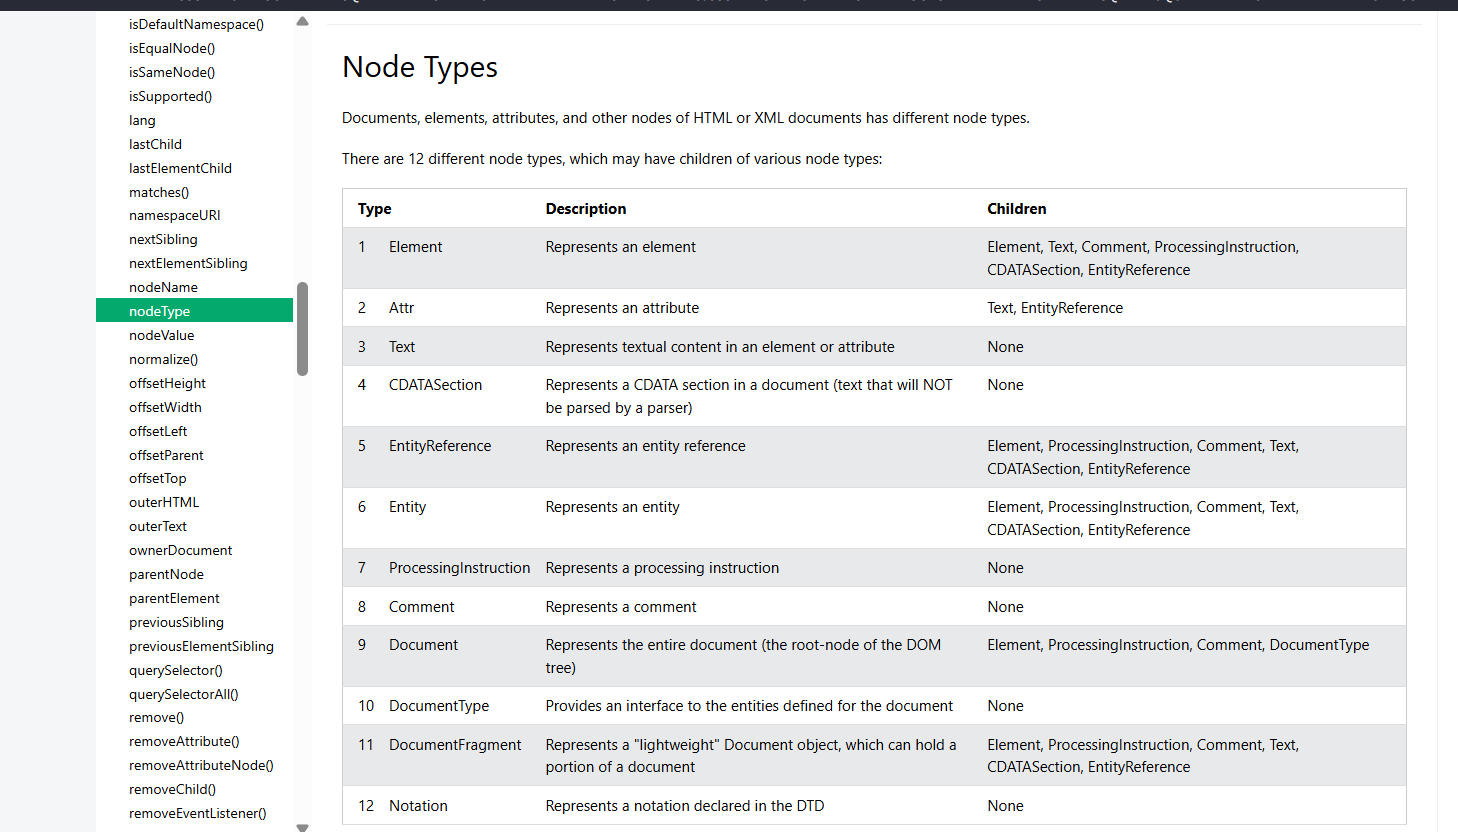 isDefaultNamespace()
isEqualNode()
isSameNode()
isSupported()
lang
lastChild
lastElementChild
matches()
namespaceURI
nextSibling
nextElementSibling
nodeName
nodeType
nodeValue
normalize()
offsetHeight
offsetWidth
offsetLeft
offsetParent
offsetTop
outerHTML
outerText
ownerDocument
parentNode
parentElement
previousSibling
previousElementSibling
querySelector()
querySelectorAll()
remove()
removeAttribute()
removeAttributeNode()
removeChild()
removeEventListener()
Node Types
Documents, elements, attributes, and other nodes of HTML or XML documents has different node types.
There are 12 different node types, which may have children of various node types:
Type Description Children
1 Element Represents an element Element, Text, Comment, ProcessingInstruction,
CDATASection, EntityReference
2 Attr Represents an attribute Text, EntityReference
3 Text Represents textual content in an element or attribute None
4 CDATASection Represents a CDATA section in a document (text that will NOT None
be parsed by a parser)
5 EntityReference Represents an entity reference Element, ProcessingInstruction, Comment, Text,
CDATASection, EntityReference
6 Entity Represents an entity Element, ProcessingInstruction, Comment, Text,
CDATASection, EntityReference
7 ProcessingInstruction Represents a processing instruction None
8 Comment Represents a comment None
9 Document Represents the entire document (the root-node of the DOM Element, ProcessingInstruction, Comment, DocumentType
tree)
10 DocumentType Provides an interface to the entities defined for the document None
11 DocumentFragment Represents a "lightweight" Document object, which can hold a Element, ProcessingInstruction, Comment, Text,
portion of a document CDATASection, EntityReference
12 Notation Represents a notation declared in the DTD None